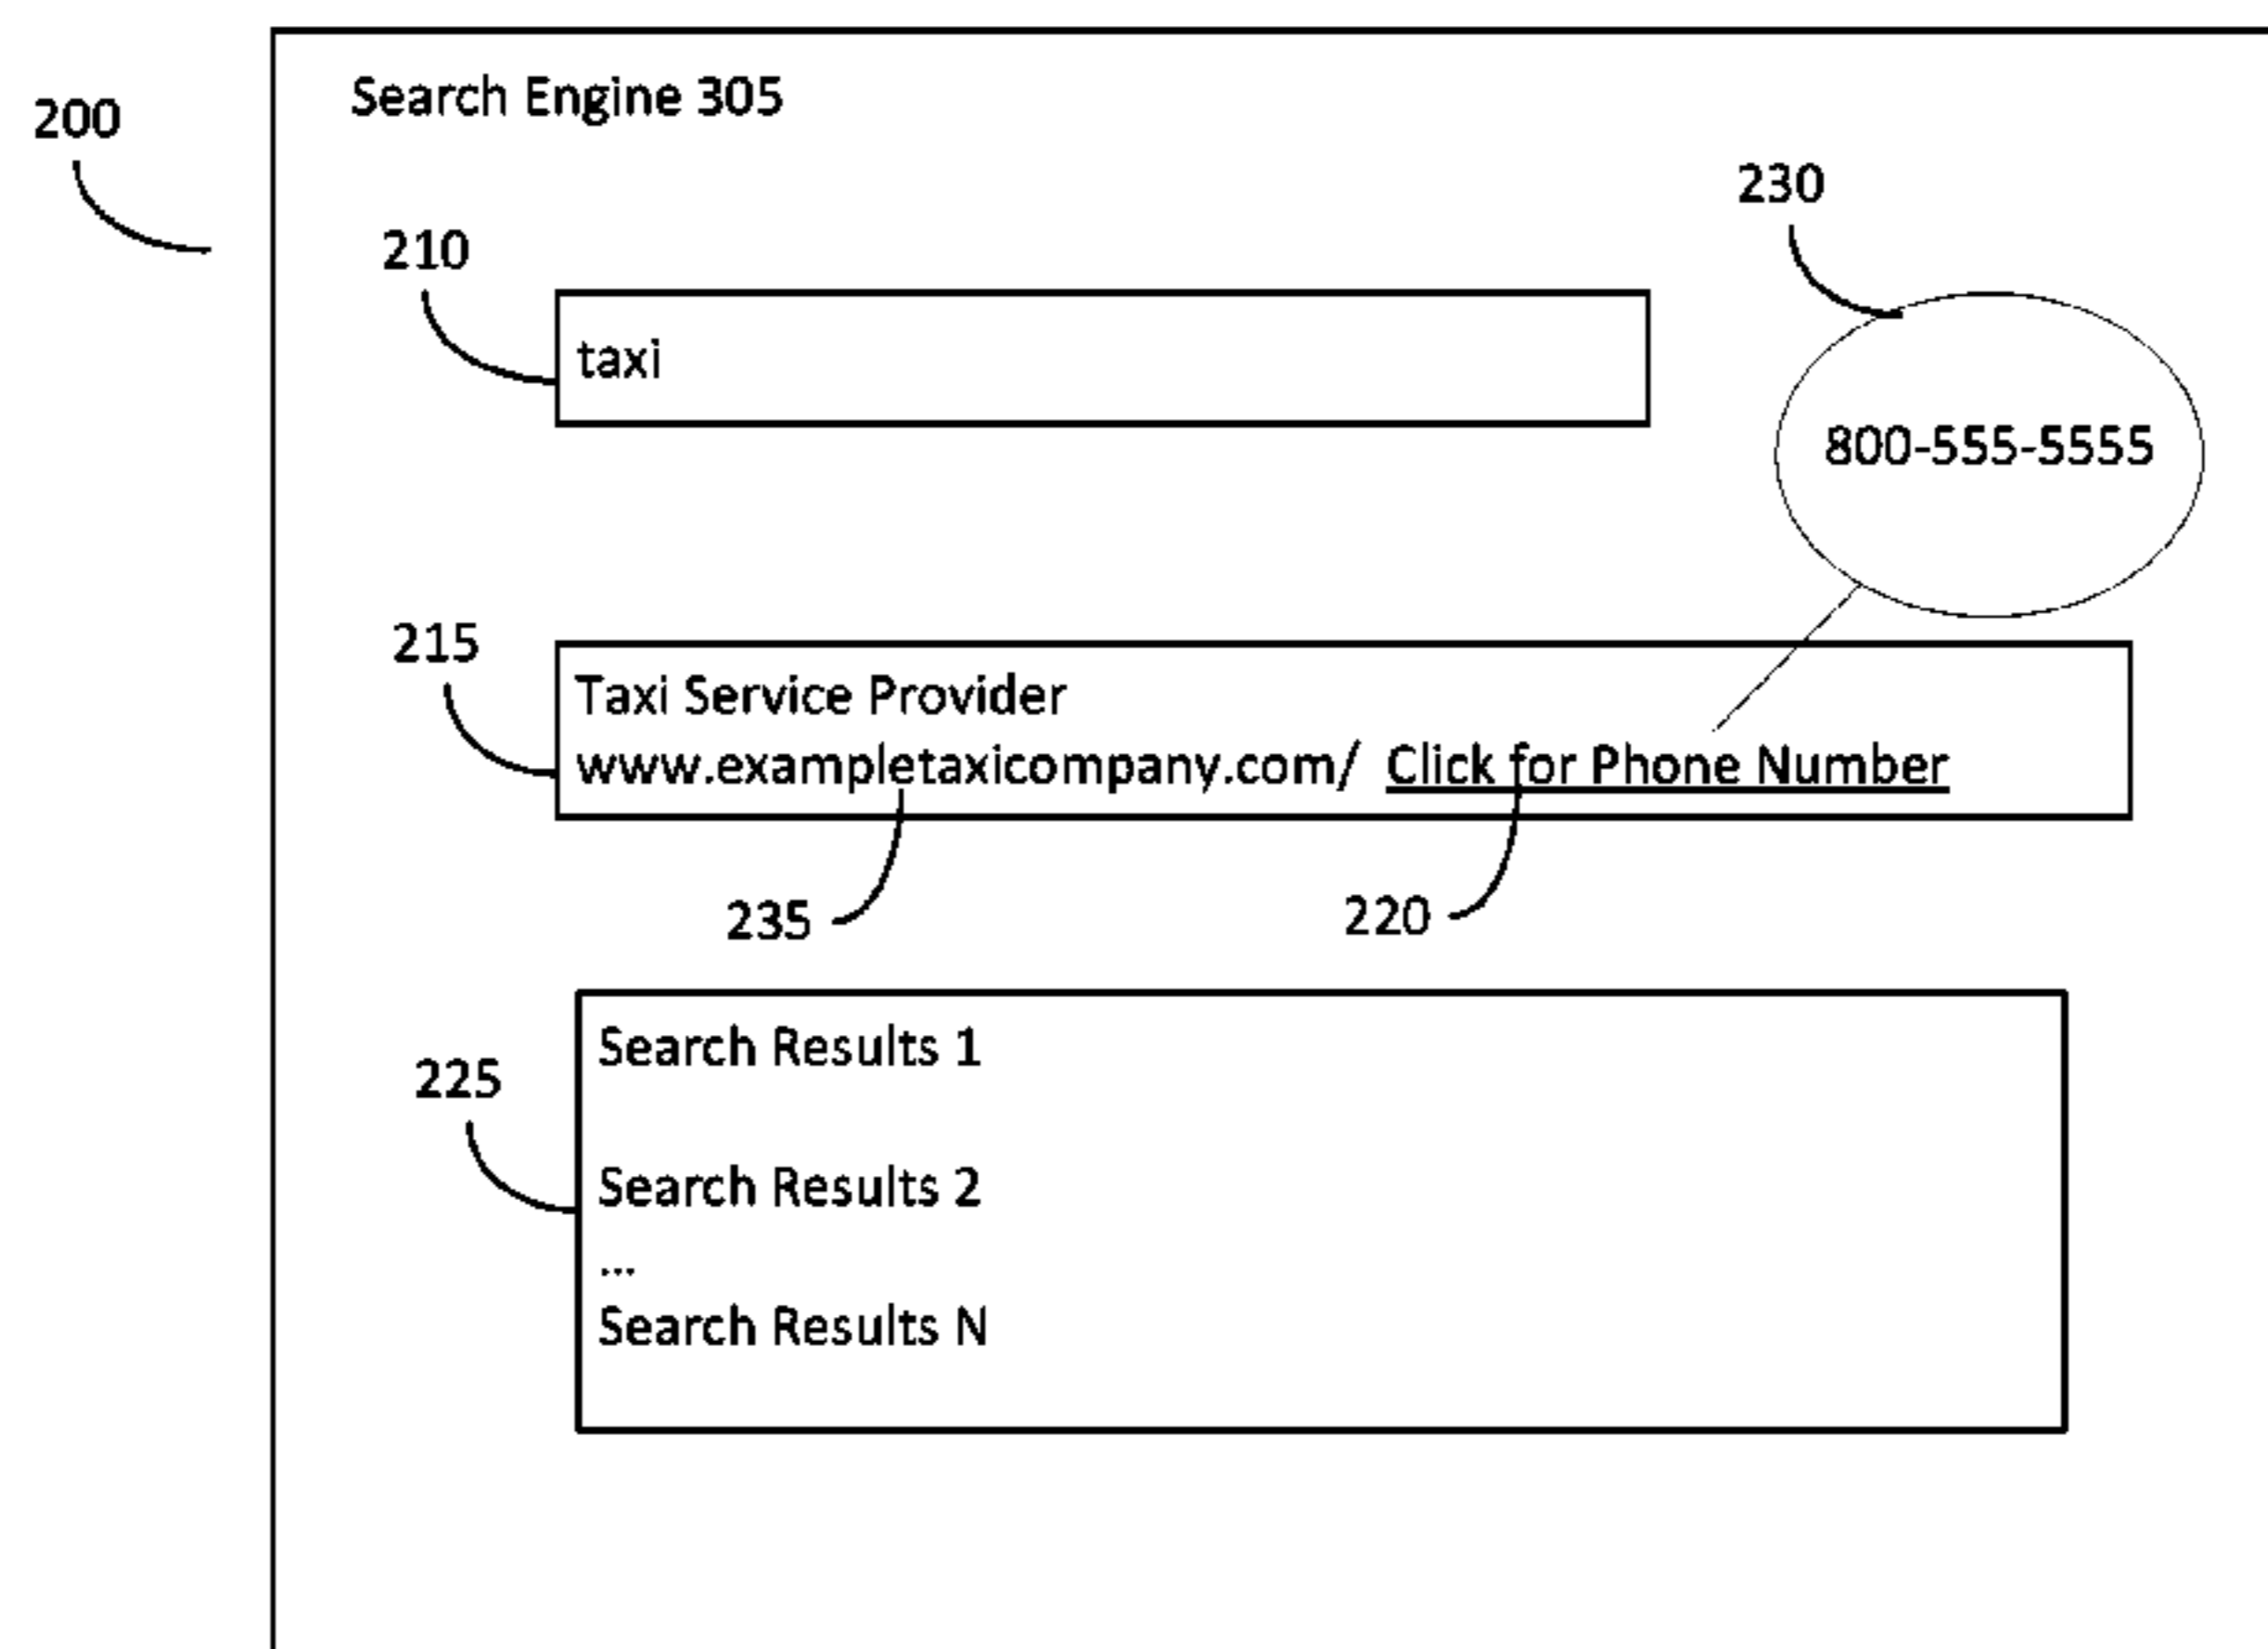 Search Engine 305
200
230
210
taxi
800-555-5555
215
Taxi Service Provider
www.exampletaxicompany.com/ Click for Phone Number
235
220
Search Results 1
225
Search Results 2
...
Search Results N